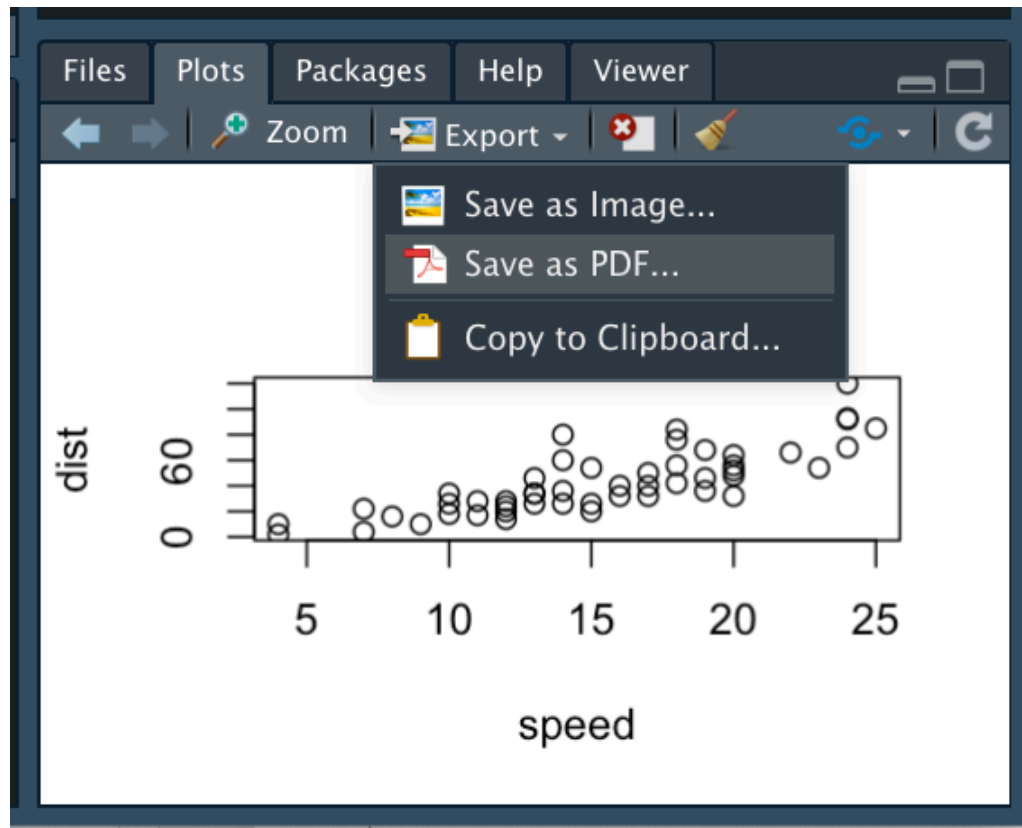 Files Plots Packages Help Viewer
Zoom Export
Save as Image...
Save as PDF...
Copy to Clipboard...
dist
60
0
5 10 15 20 25
speed